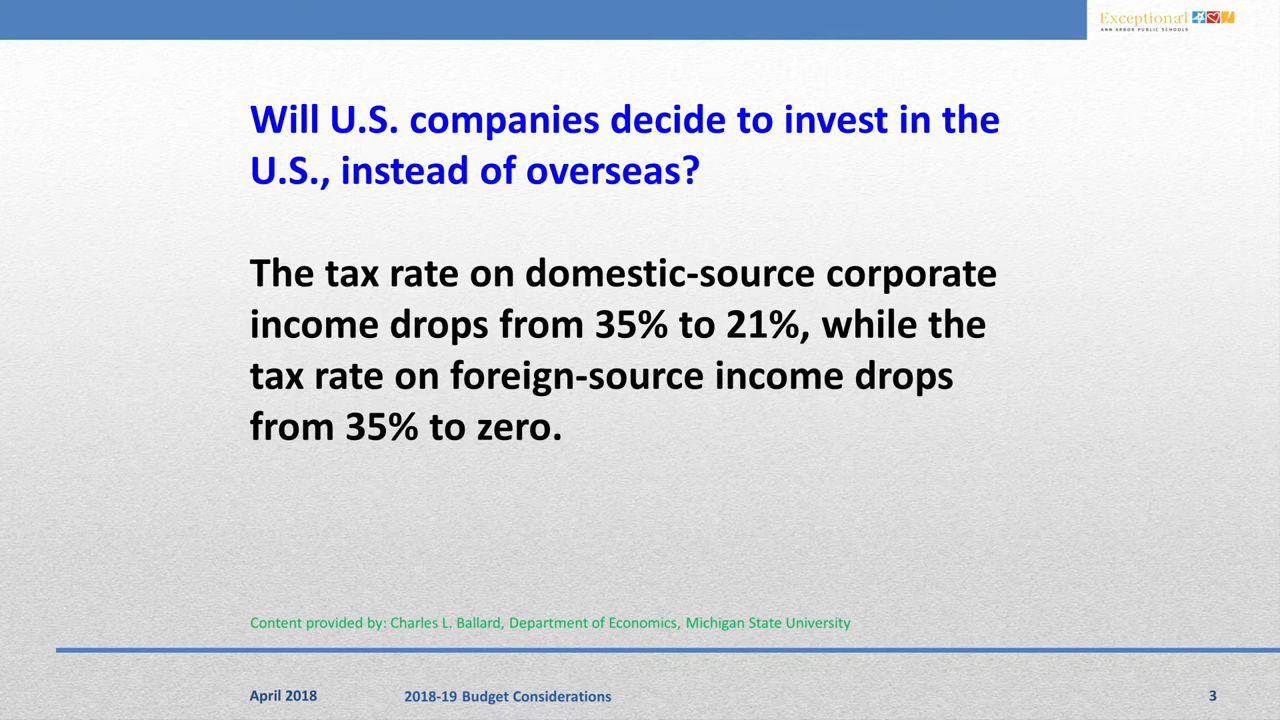 Exceptional
ANN ARBOR PUBLIC SCHOOLS
Will U.S. companies decide to invest in the
U.S., instead of overseas?
The tax rate on domestic-source corporate
income drops from 35% to 21%, while the
tax rate on foreign-source income drops
from 35% to zero.
Content provided by: Charles L. Ballard, Department of Economics, Michigan State University
April 2018
2018-19 Budget Considerations
3